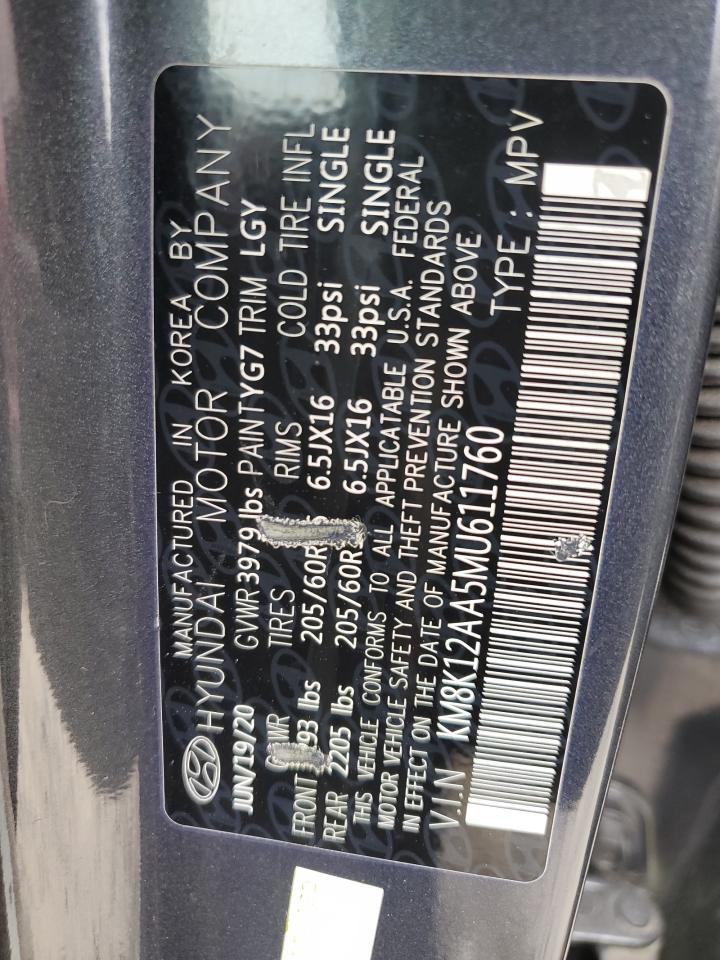 MANUFACTURED IN KOREA BY
HYUNDAI MOTOR COMPANY
JUN/19/20 GVWR 3979 lbs PAINT YG7 TRIM LGY
TIRES RIMS COLD TIRE INFL
FRONT 93 lbs 205/60R 6.5JX16 33psi SINGLE
REAR 2205 lbs 205/60R 6.5JX16 33psi SINGLE
THIS VEHICLE CONFORMS TO ALL APPLICATABLE U.S.A. FEDERAL
MOTOR VEHICLE SAFETY AND THEFT PREVENTION STANDARDS
IN EFFECT ON THE DATE OF MANUFACTURE SHOWN ABOVE
V.I.N KM8K12AA5MU611760 TYPE : MPV